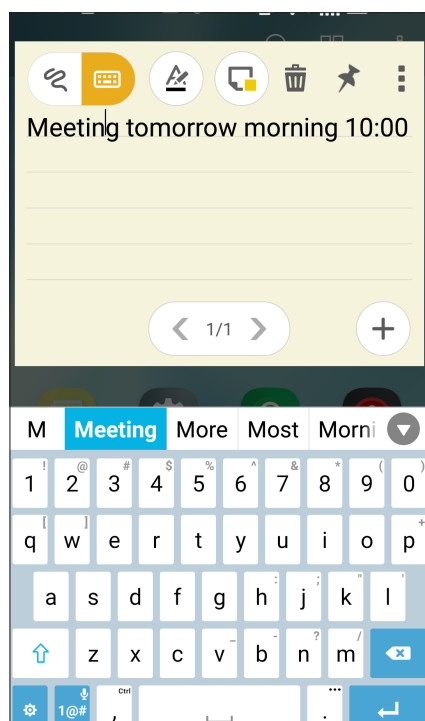 Meeting tomorrow morning 10:00
1/1
M Meeting More Most Morni
! @ # $ % ^ & * ( )
1 2 3 4 5 6 7 8 9 0
[ ] +
q w e r t y u i o p
: ; " '
a s d f g h j k l
_ - ? /
z x c v b n m
Ctrl ...
1@# , .